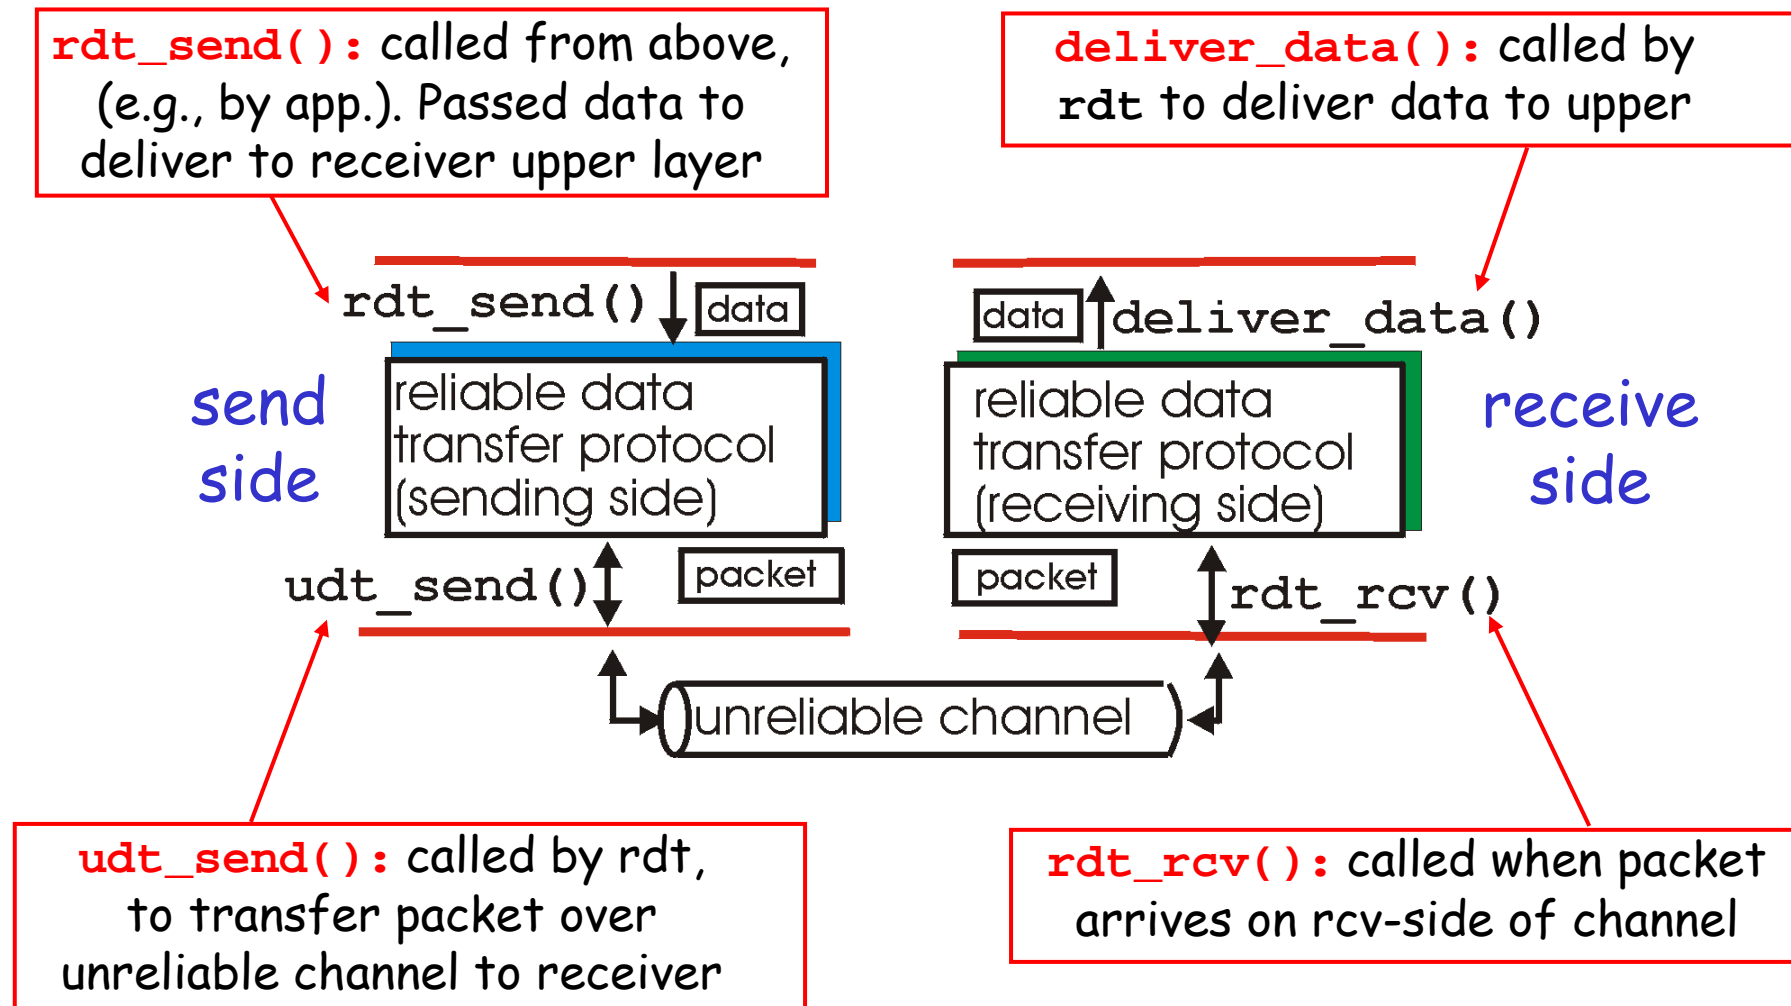 rdt_send(): called from above,
(e.g., by app.). Passed data to
deliver to receiver upper layer
deliver_data(): called by
rdt to deliver data to upper
rdt_send()
data
data
deliver_data()
send
side
reliable data
transfer protocol
(sending side)
reliable data
transfer protocol
(receiving side)
receive
side
udt_send()
packet
packet
rdt_rcv()
unreliable channel
udt_send(): called by rdt,
to transfer packet over
unreliable channel to receiver
rdt_rcv(): called when packet
arrives on rcv-side of channel